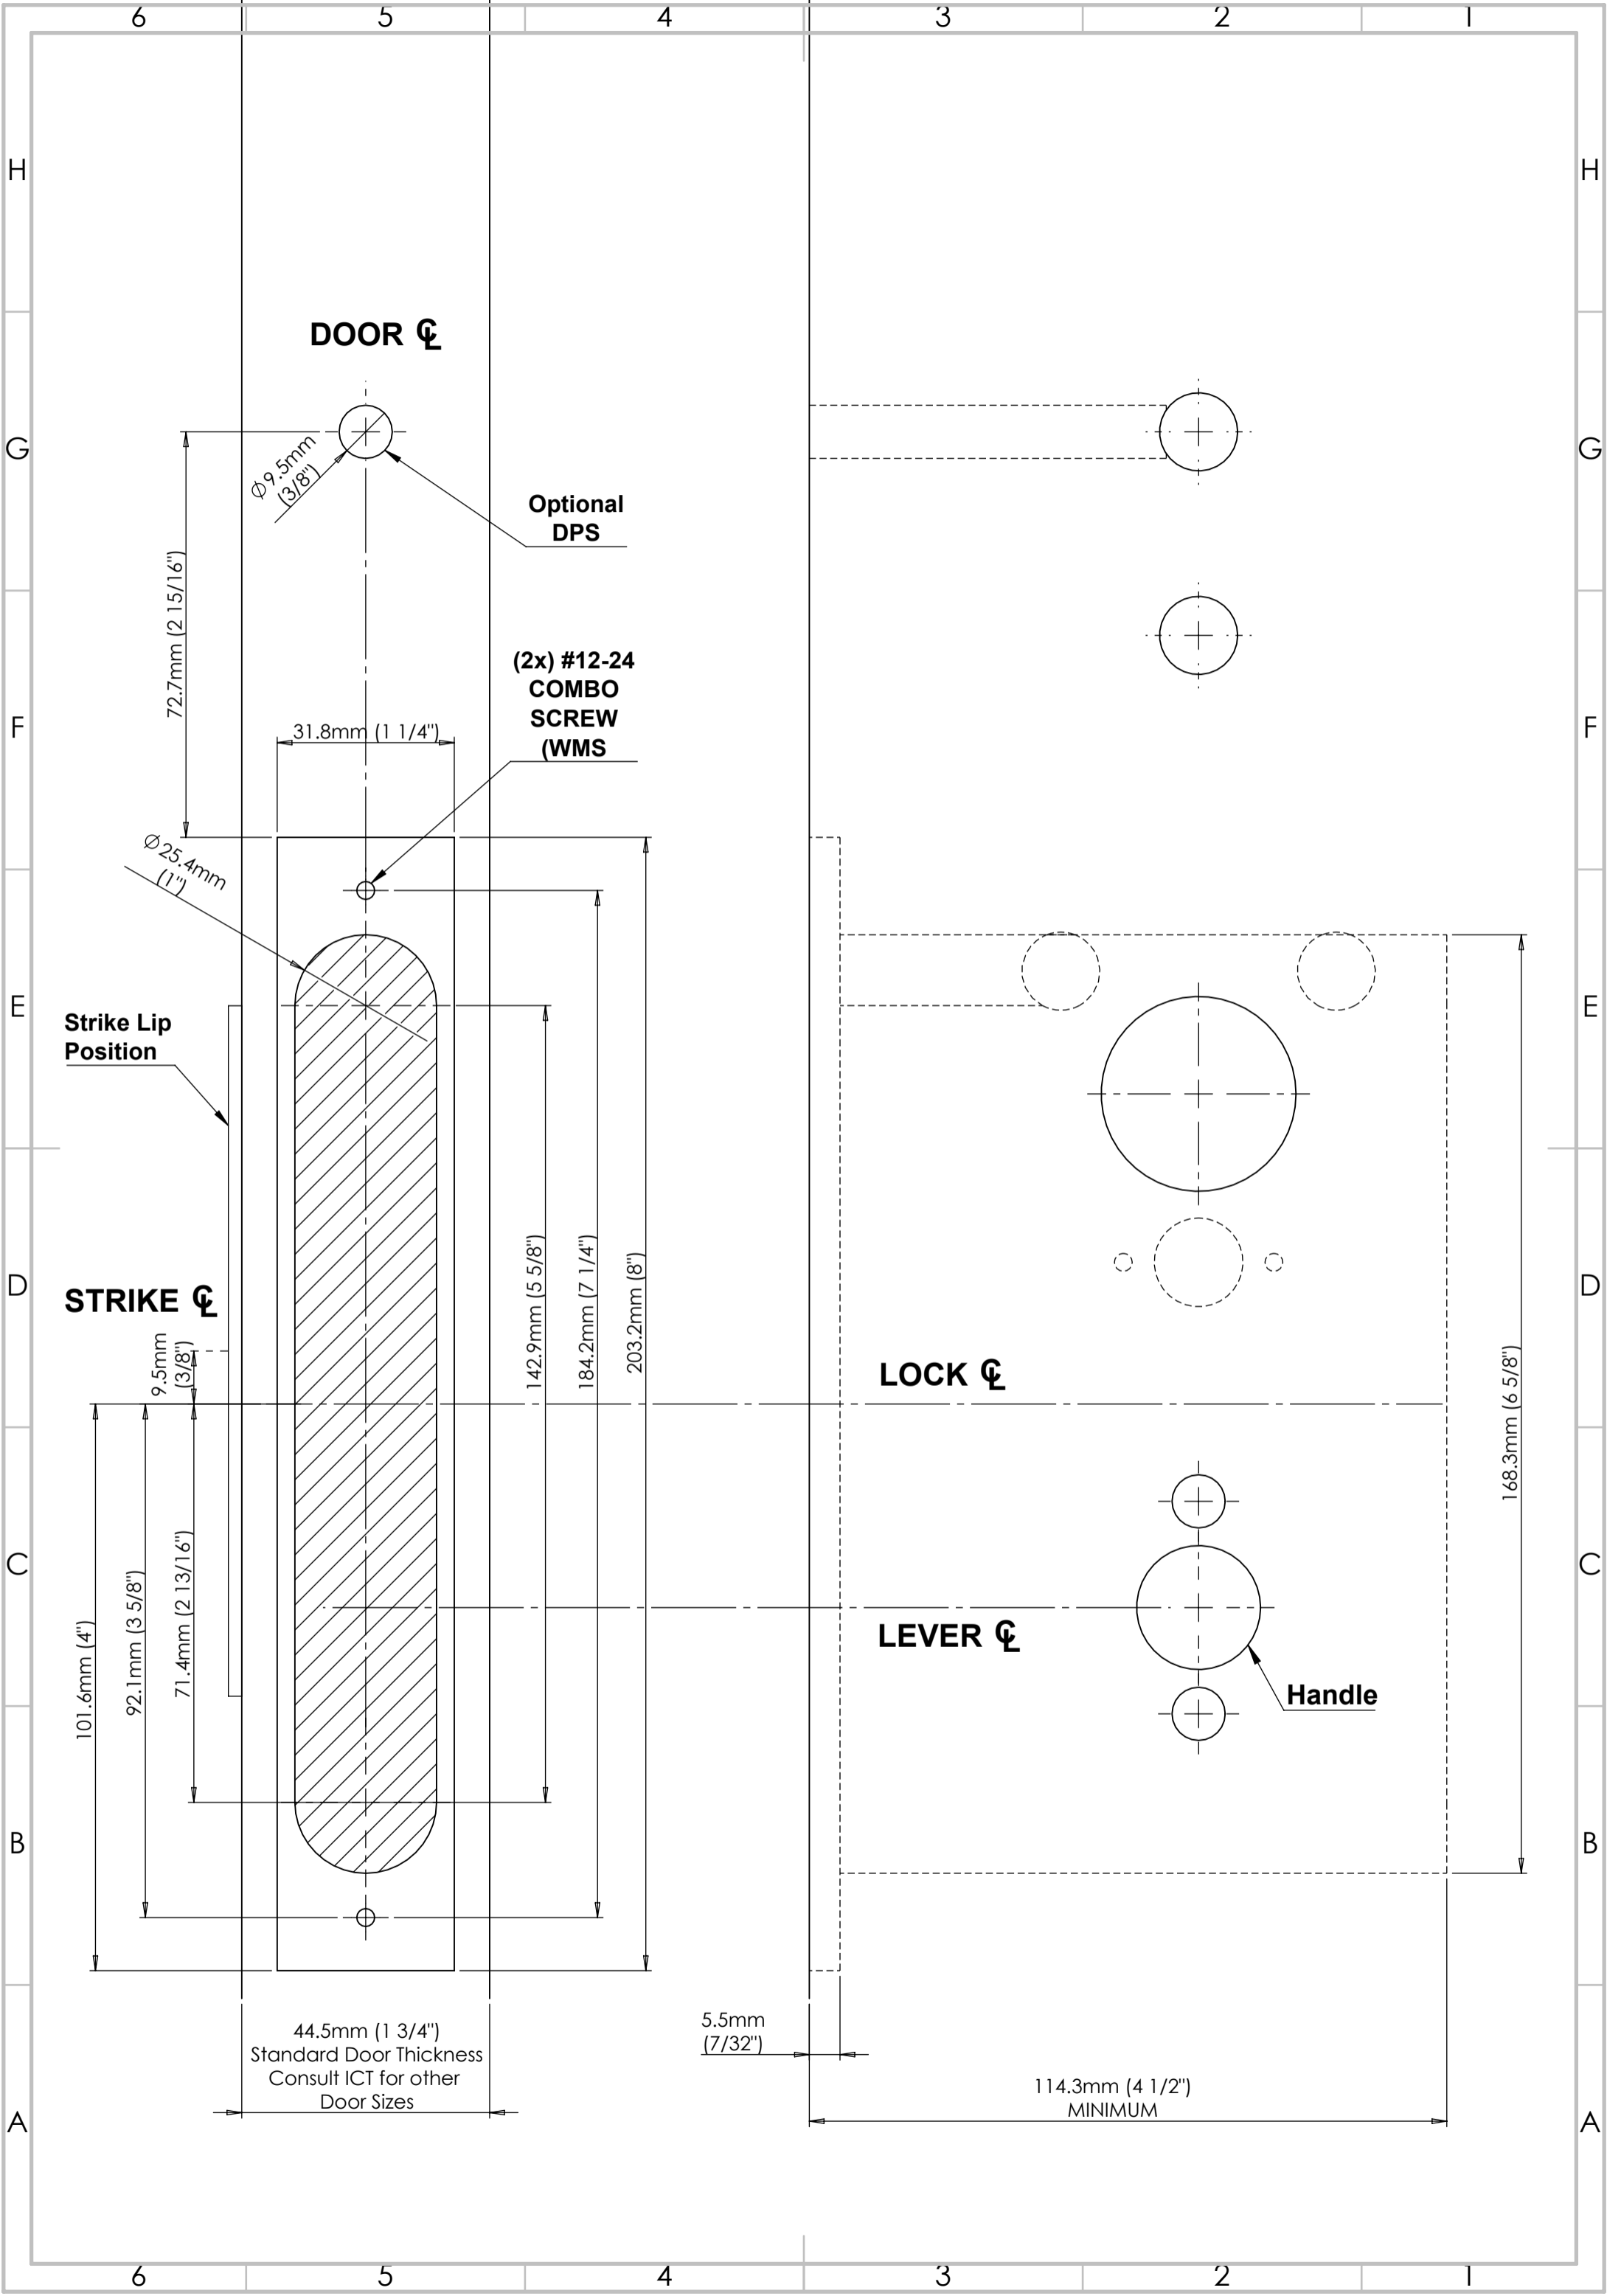 6 5 4 3 2 1
H H
DOOR ℄
G G
Ø9.5mm
(3/8")
Optional
DPS
72.7mm (2 15/16")
(2x) #12-24
COMBO
SCREW
(WMS
F F
31.8mm (1 1/4")
Ø25.4mm
(1")
E E
Strike Lip
Position
142.9mm (5 5/8")
184.2mm (7 1/4")
203.2mm (8")
D D
STRIKE ℄
9.5mm
(3/8")
LOCK ℄
168.3mm (6 5/8")
C C
101.6mm (4")
92.1mm (3 5/8")
71.4mm (2 13/16")
LEVER ℄
Handle
B B
44.5mm (1 3/4")
Standard Door Thickness
Consult ICT for other
Door Sizes
5.5mm
(7/32")
114.3mm (4 1/2")
MINIMUM
A A
6 5 4 3 2 1